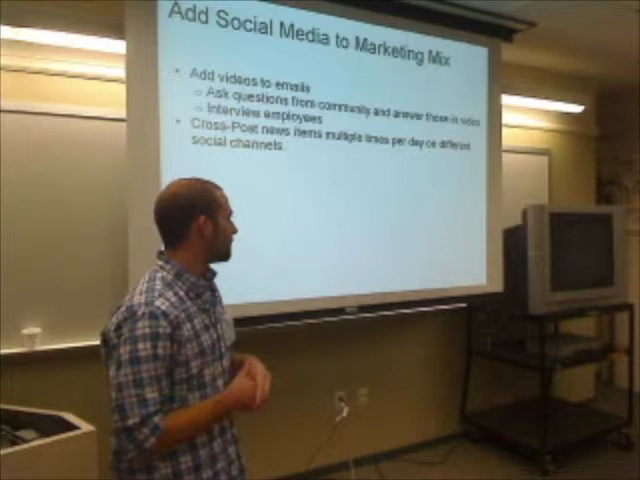 Add Social Media to Marketing Mix
• Add videos to emails
o Ask questions from community and answer those in video
o Interview employees
• Cross-Post news items multiple times per day on different
social channels